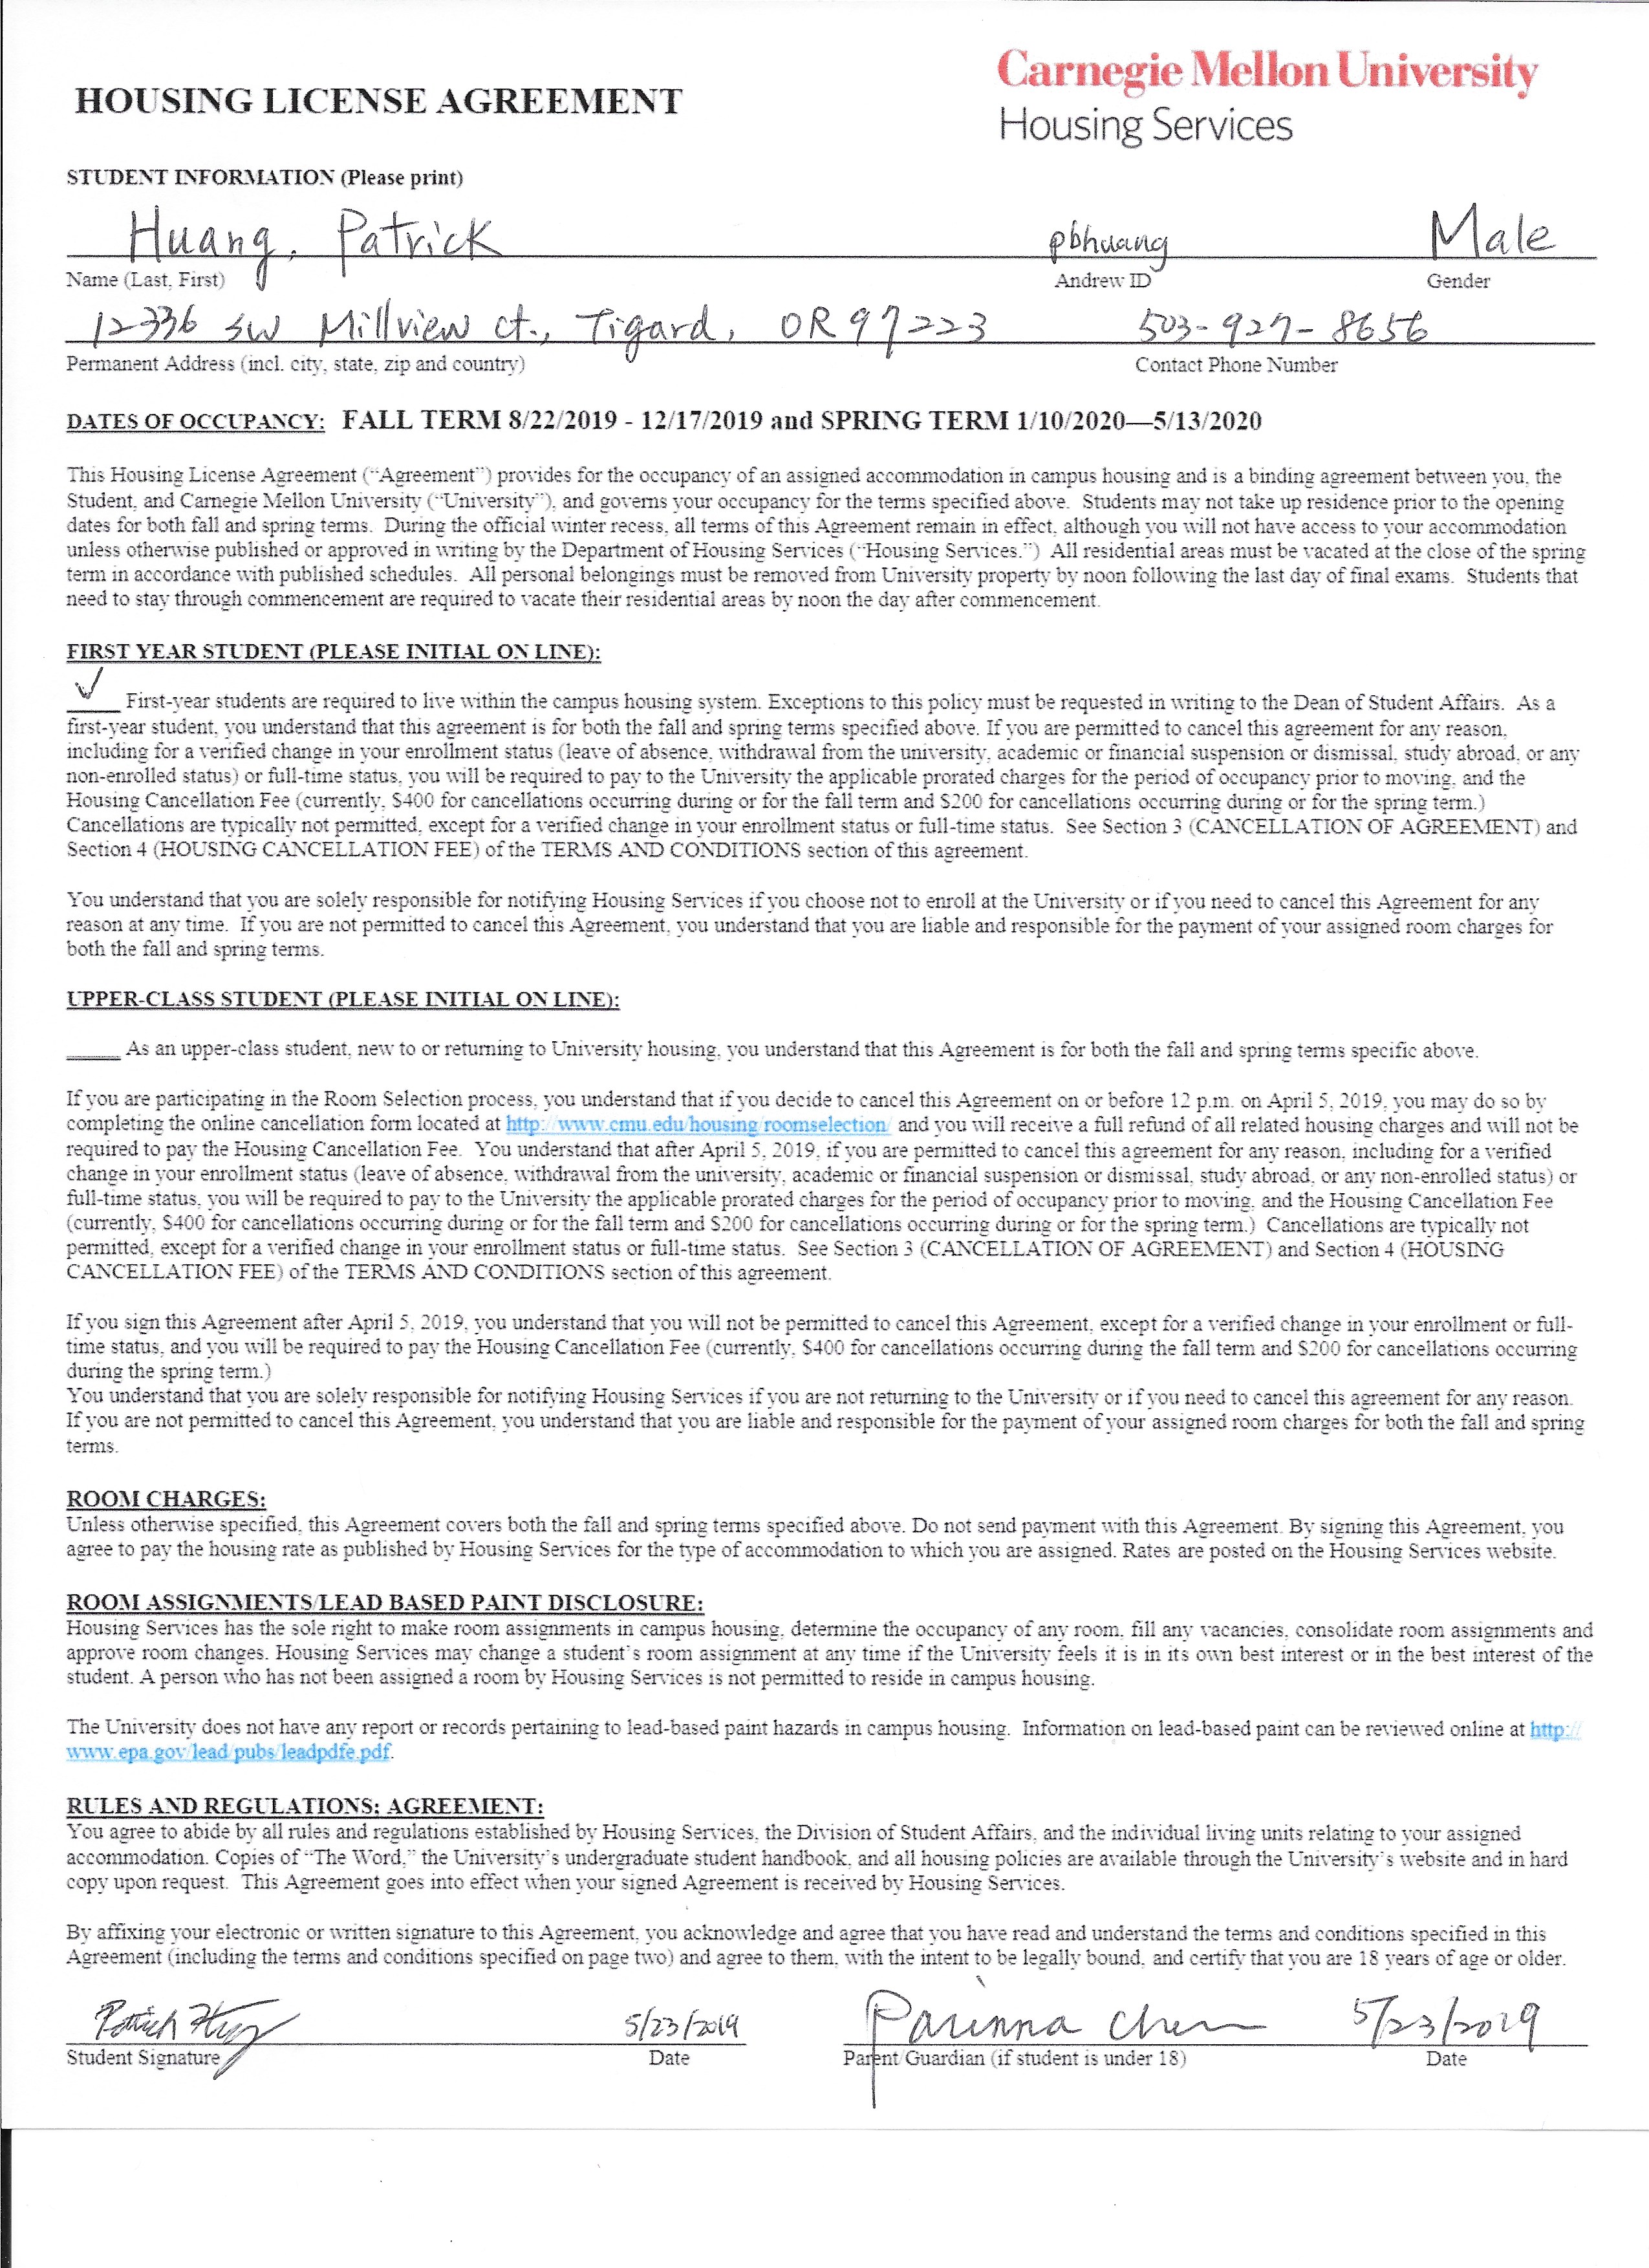 HOUSING LICENSE AGREEMENT
Carnegie Mellon University
Housing Services
STUDENT INFORMATION (Please print)
Huang, Patrick pbhuang Male
Name (Last, First) Andrew ID Gender
12336 SW Millview ct., Tigard, OR 97223 503-927-8656
Permanent Address (incl. city, state, zip and country) Contact Phone Number
DATES OF OCCUPANCY: FALL TERM 8/22/2019 - 12/17/2019 and SPRING TERM 1/10/2020—5/13/2020
This Housing License Agreement (“Agreement”) provides for the occupancy of an assigned accommodation in campus housing and is a binding agreement between you, the
Student, and Carnegie Mellon University (“University”), and governs your occupancy for the terms specified above. Students may not take up residence prior to the opening
dates for both fall and spring terms. During the official winter recess, all terms of this Agreement remain in effect, although you will not have access to your accommodation
unless otherwise published or approved in writing by the Department of Housing Services (“Housing Services.”) All residential areas must be vacated at the close of the spring
term in accordance with published schedules. All personal belongings must be removed from University property by noon following the last day of final exams. Students that
need to stay through commencement are required to vacate their residential areas by noon the day after commencement.
FIRST YEAR STUDENT (PLEASE INITIAL ON LINE):
✓ First-year students are required to live within the campus housing system. Exceptions to this policy must be requested in writing to the Dean of Student Affairs. As a
first-year student, you understand that this agreement is for both the fall and spring terms specified above. If you are permitted to cancel this agreement for any reason,
including for a verified change in your enrollment status (leave of absence, withdrawal from the university, academic or financial suspension or dismissal, study abroad, or any
non-enrolled status) or full-time status, you will be required to pay to the University the applicable prorated charges for the period of occupancy prior to moving, and the
Housing Cancellation Fee (currently, $400 for cancellations occurring during or for the fall term and $200 for cancellations occurring during or for the spring term.)
Cancellations are typically not permitted, except for a verified change in your enrollment status or full-time status. See Section 3 (CANCELLATION OF AGREEMENT) and
Section 4 (HOUSING CANCELLATION FEE) of the TERMS AND CONDITIONS section of this agreement.
You understand that you are solely responsible for notifying Housing Services if you choose not to enroll at the University or if you need to cancel this Agreement for any
reason at any time. If you are not permitted to cancel this Agreement, you understand that you are liable and responsible for the payment of your assigned room charges for
both the fall and spring terms.
UPPER-CLASS STUDENT (PLEASE INITIAL ON LINE):
_____ As an upper-class student, new to or returning to University housing, you understand that this Agreement is for both the fall and spring terms specific above.
If you are participating in the Room Selection process, you understand that if you decide to cancel this Agreement on or before 12 p.m. on April 5, 2019, you may do so by
completing the online cancellation form located at http://www.cmu.edu/housing/roomselection/ and you will receive a full refund of all related housing charges and will not be
required to pay the Housing Cancellation Fee. You understand that after April 5, 2019, if you are permitted to cancel this agreement for any reason, including for a verified
change in your enrollment status (leave of absence, withdrawal from the university, academic or financial suspension or dismissal, study abroad, or any non-enrolled status) or
full-time status, you will be required to pay to the University the applicable prorated charges for the period of occupancy prior to moving, and the Housing Cancellation Fee
(currently, $400 for cancellations occurring during or for the fall term and $200 for cancellations occurring during or for the spring term.) Cancellations are typically not
permitted, except for a verified change in your enrollment status or full-time status. See Section 3 (CANCELLATION OF AGREEMENT) and Section 4 (HOUSING
CANCELLATION FEE) of the TERMS AND CONDITIONS section of this agreement.
If you sign this Agreement after April 5, 2019, you understand that you will not be permitted to cancel this Agreement, except for a verified change in your enrollment or full-
time status, and you will be required to pay the Housing Cancellation Fee (currently, $400 for cancellations occurring during the fall term and $200 for cancellations occurring
during the spring term.)
You understand that you are solely responsible for notifying Housing Services if you are not returning to the University or if you need to cancel this agreement for any reason.
If you are not permitted to cancel this Agreement, you understand that you are liable and responsible for the payment of your assigned room charges for both the fall and spring
terms.
ROOM CHARGES:
Unless otherwise specified, this Agreement covers both the fall and spring terms specified above. Do not send payment with this Agreement. By signing this Agreement, you
agree to pay the housing rate as published by Housing Services for the type of accommodation to which you are assigned. Rates are posted on the Housing Services website.
ROOM ASSIGNMENTS/LEAD BASED PAINT DISCLOSURE:
Housing Services has the sole right to make room assignments in campus housing, determine the occupancy of any room, fill any vacancies, consolidate room assignments and
approve room changes. Housing Services may change a student’s room assignment at any time if the University feels it is in its own best interest or in the best interest of the
student. A person who has not been assigned a room by Housing Services is not permitted to reside in campus housing.
The University does not have any report or records pertaining to lead-based paint hazards in campus housing. Information on lead-based paint can be reviewed online at http://
www.epa.gov/lead/pubs/leadpdfe.pdf.
RULES AND REGULATIONS; AGREEMENT:
You agree to abide by all rules and regulations established by Housing Services, the Division of Student Affairs, and the individual living units relating to your assigned
accommodation. Copies of “The Word,” the University’s undergraduate student handbook, and all housing policies are available through the University’s website and in hard
copy upon request. This Agreement goes into effect when your signed Agreement is received by Housing Services.
By affixing your electronic or written signature to this Agreement, you acknowledge and agree that you have read and understand the terms and conditions specified in this
Agreement (including the terms and conditions specified on page two) and agree to them, with the intent to be legally bound, and certify that you are 18 years of age or older.
Patrick Huang 5/23/2019 Parinna Chen 5/23/2019
Student Signature Date Parent/Guardian (if student is under 18) Date